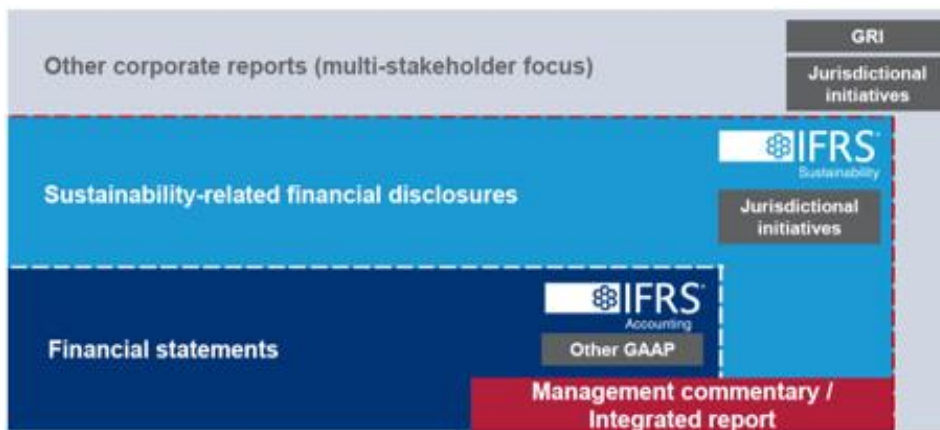 GRI
Other corporate reports (multi-stakeholder focus)
Jurisdictional
initiatives
IFRS
Sustainability
Sustainability-related financial disclosures
Jurisdictional
initiatives
IFRS
Accounting
Financial statements
Other GAAP
Management commentary /
Integrated report